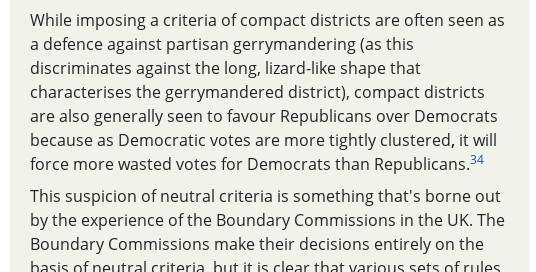 While imposing a criteria of compact districts are often seen as
a defence against partisan gerrymandering (as this
discriminates against the long, lizard-like shape that
characterises the gerrymandered district), compact districts
are also generally seen to favour Republicans over Democrats
because as Democratic votes are more tightly clustered, it will
force more wasted votes for Democrats than Republicans.34
This suspicion of neutral criteria is something that's borne out
by the experience of the Boundary Commissions in the UK. The
Boundary Commissions make their decisions entirely on the
basis of neutral criteria, but it is clear that various sets of rules